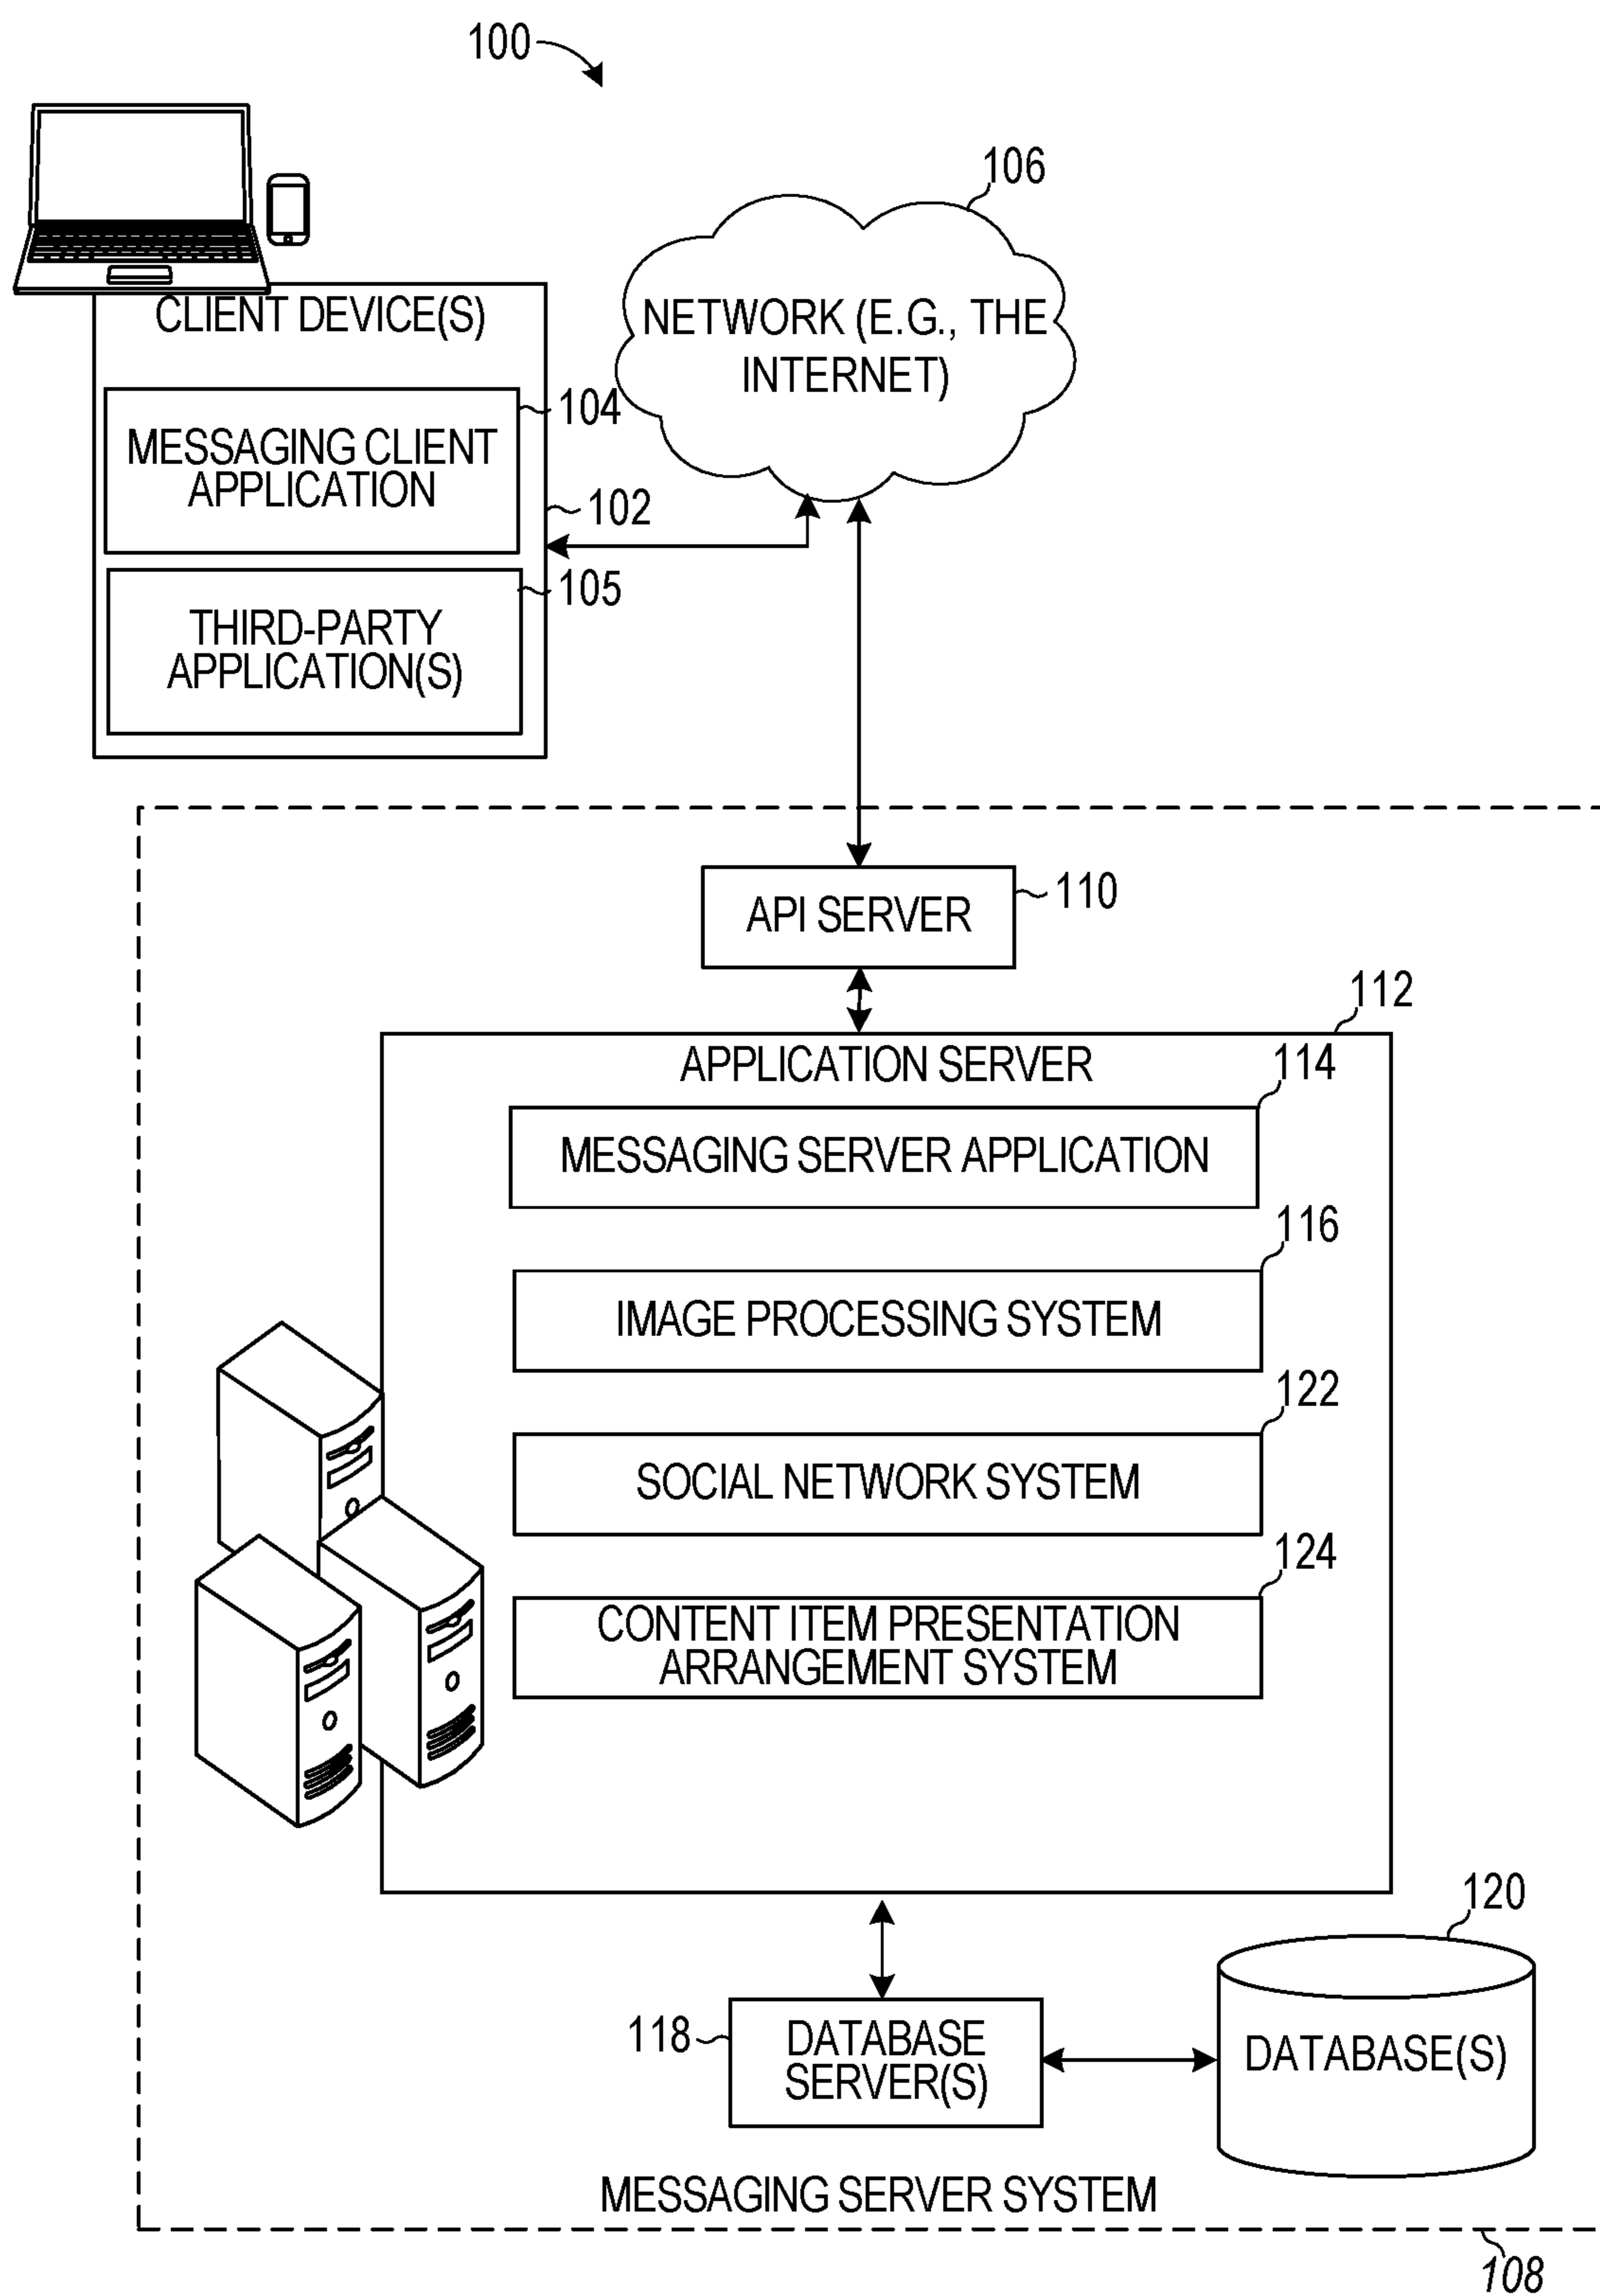 100
106
NETWORK (E.G., THE
INTERNET)
CLIENT DEVICE(S)
104
MESSAGING CLIENT
APPLICATION
102
105
THIRD-PARTY
APPLICATION(S)
110
API SERVER
112
APPLICATION SERVER
114
MESSAGING SERVER APPLICATION
116
IMAGE PROCESSING SYSTEM
122
SOCIAL NETWORK SYSTEM
124
CONTENT ITEM PRESENTATION
ARRANGEMENT SYSTEM
120
118
DATABASE
SERVER(S)
DATABASE(S)
MESSAGING SERVER SYSTEM
108